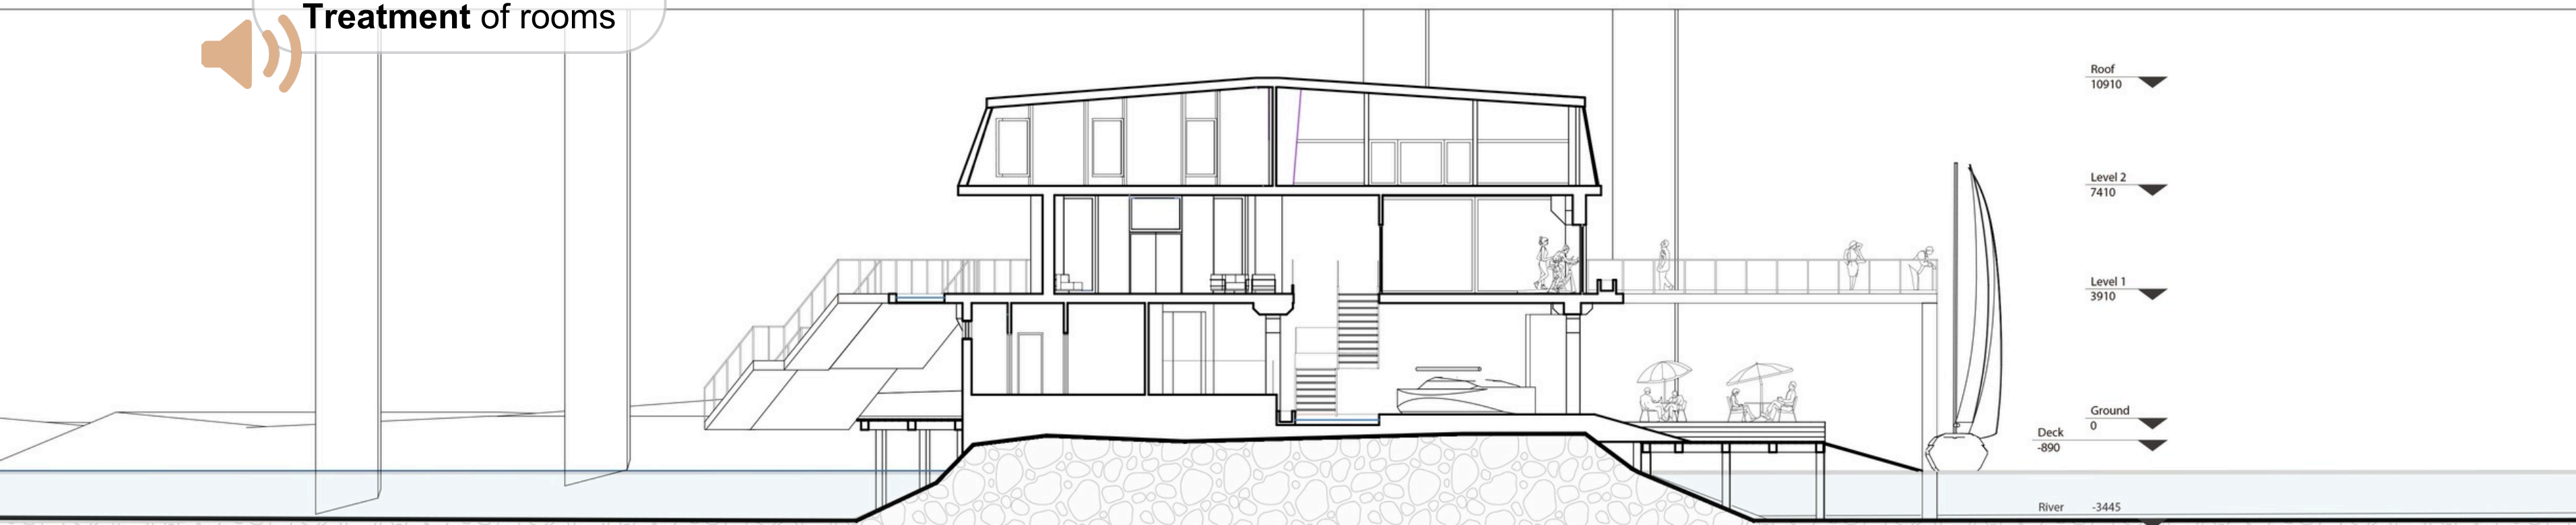 Treatment of rooms
Roof
10910
Level 2
7410
Level 1
3910
Ground
0
Deck
-890
River -3445